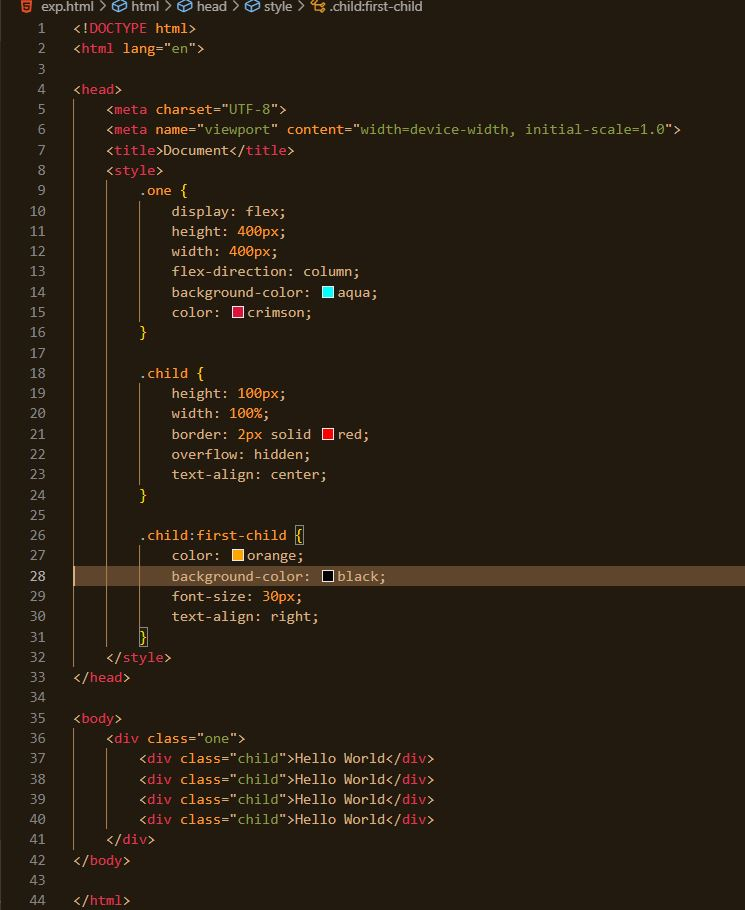 exp.html > html > head > style > .child:first-child
1 <!DOCTYPE html>
2 <html lang="en">
3
4 <head>
5     <meta charset="UTF-8">
6     <meta name="viewport" content="width=device-width, initial-scale=1.0">
7     <title>Document</title>
8     <style>
9         .one {
10             display: flex;
11             height: 400px;
12             width: 400px;
13             flex-direction: column;
14             background-color: aqua;
15             color: crimson;
16         }
17
18         .child {
19             height: 100px;
20             width: 100%;
21             border: 2px solid red;
22             overflow: hidden;
23             text-align: center;
24         }
25
26         .child:first-child {
27             color: orange;
28             background-color: black;
29             font-size: 30px;
30             text-align: right;
31         }
32     </style>
33 </head>
34
35 <body>
36     <div class="one">
37         <div class="child">Hello World</div>
38         <div class="child">Hello World</div>
39         <div class="child">Hello World</div>
40         <div class="child">Hello World</div>
41     </div>
42 </body>
43
44 </html>